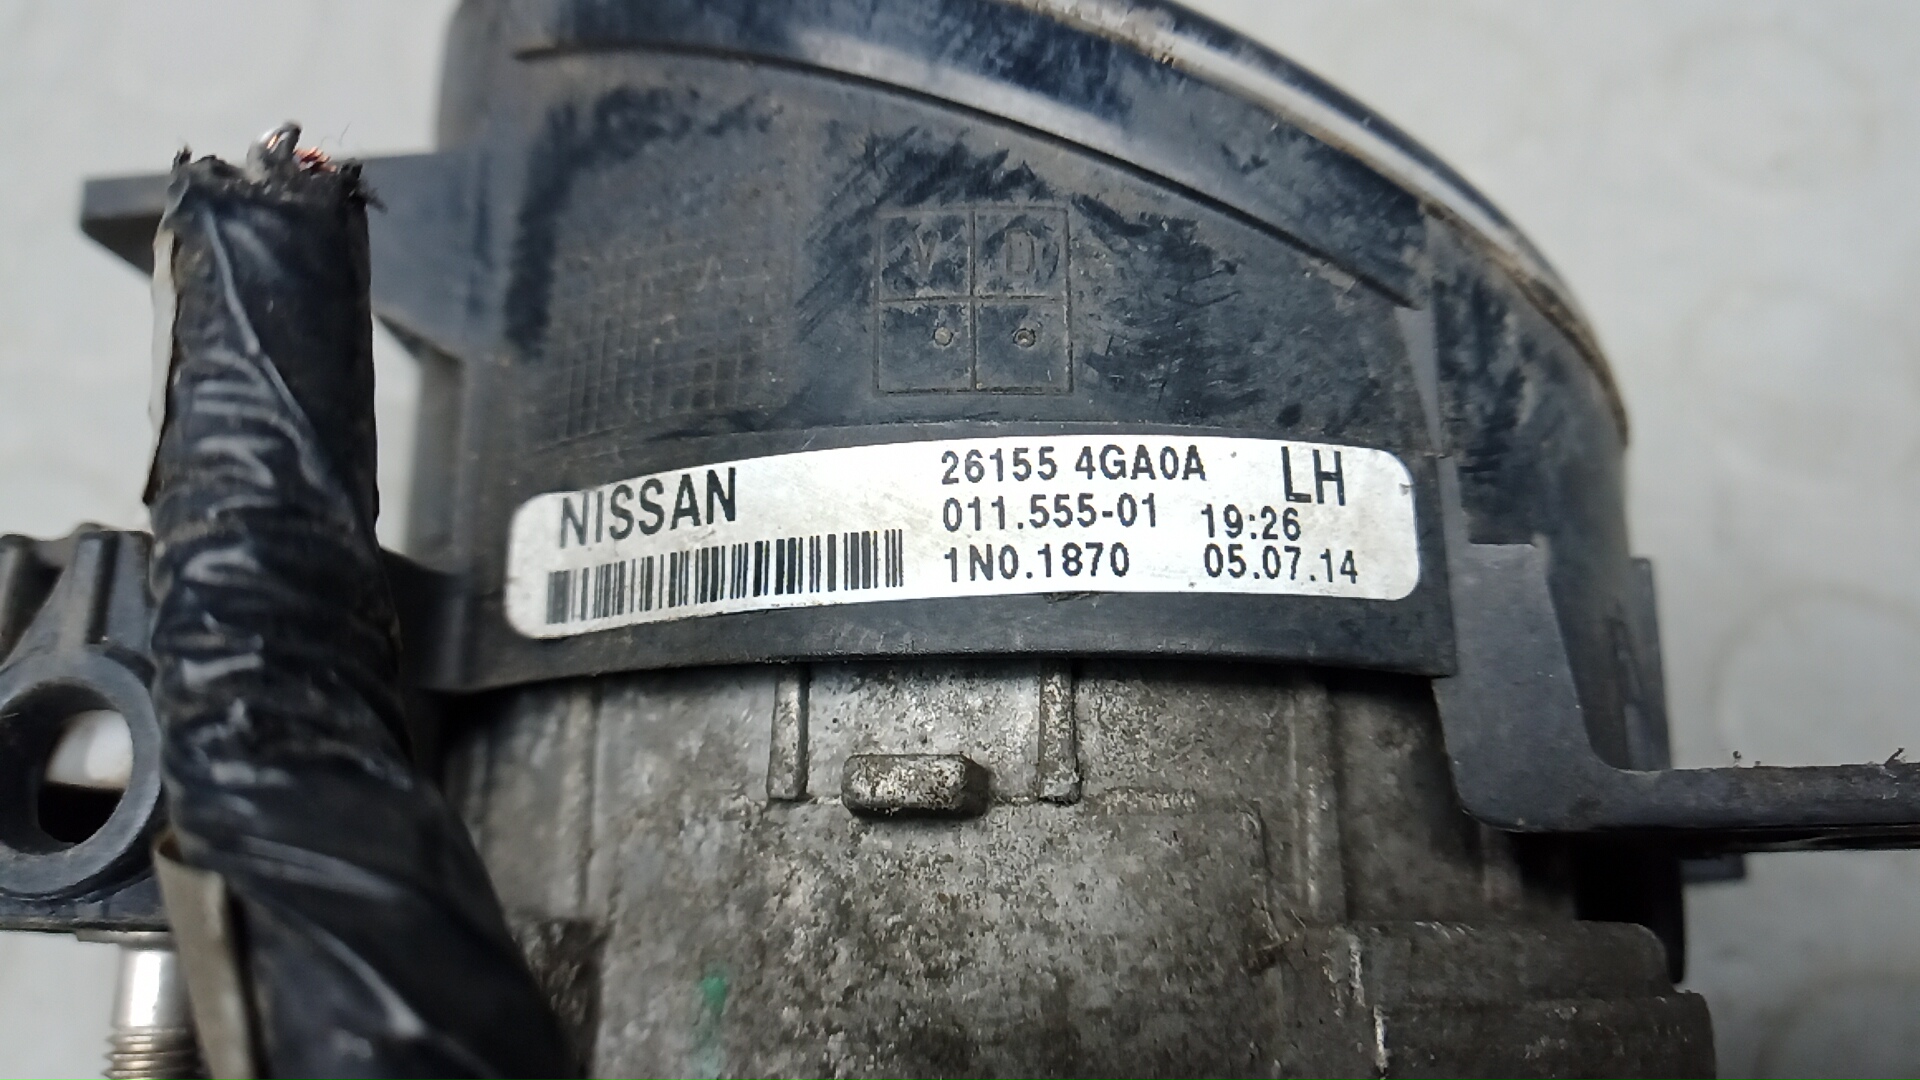 NISSAN
26155 4GA0A LH
011.555-01 19:26
1N0.1870 05.07.14